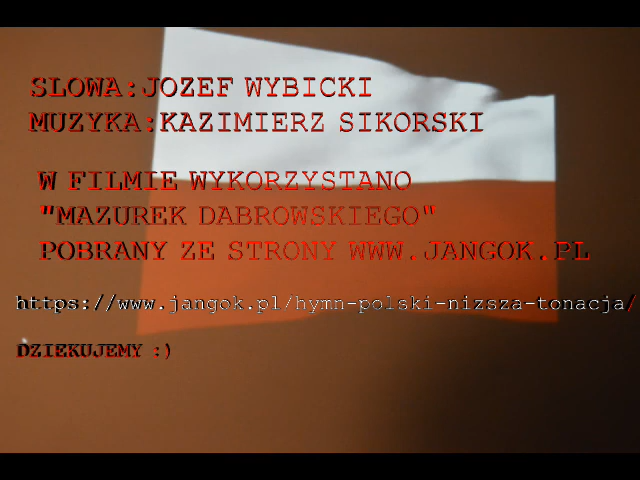 SLOWA:JOZEF WYBICKI
MUZYKA:KAZIMIERZ SIKORSKI
W FILMIE WYKORZYSTANO
"MAZUREK DABROWSKIEGO"
POBRANY ZE STRONY WWW.JANGOK.PL
https://www.jangok.pl/hymn-polski-nizsza-tonacja/
DZIEKUJEMY :)